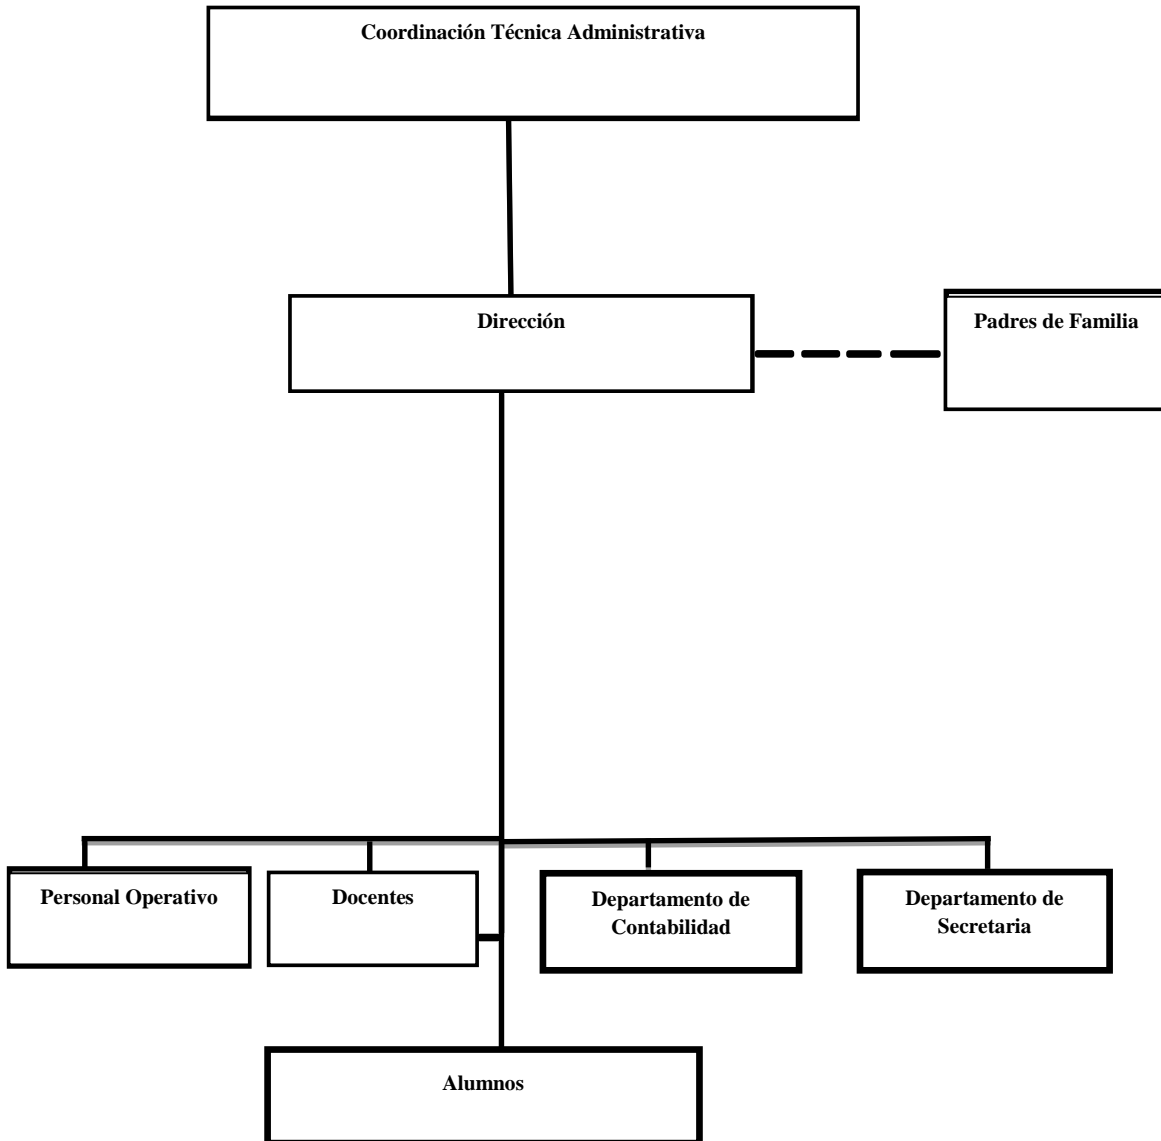 Coordinación Técnica Administrativa
Dirección
Padres de Familia
Personal Operativo
Docentes
Departamento de
Contabilidad
Departamento de
Secretaria
Alumnos